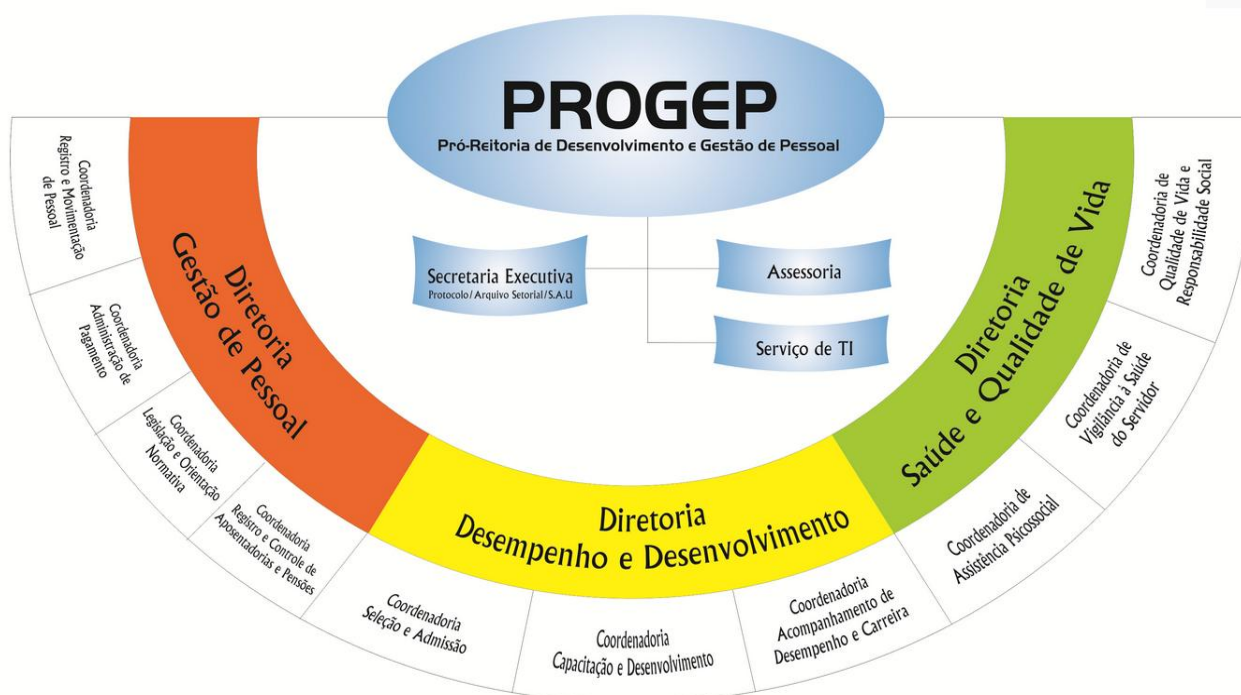 PROGEP
Pró-Reitoria de Desenvolvimento e Gestão de Pessoal
Secretaria Executiva
Protocolo/Arquivo Setorial/S.A.U
Assessoria
Serviço de TI
Diretoria
Gestão de Pessoal
Coordenadoria
Registro e Movimentação
de Pessoal
Coordenadoria
Administração de
Pagamento
Coordenadoria
Legislação e Orientação
Normativa
Coordenadoria
Registro e Controle de
Aposentadorias e Pensões
Diretoria
Desempenho e Desenvolvimento
Coordenadoria
Seleção e Admissão
Coordenadoria
Capacitação e Desenvolvimento
Coordenadoria
Acompanhamento de
Desempenho e Carreira
Diretoria
Saúde e Qualidade de Vida
Coordenadoria de
Assistência Psicossocial
Coordenadoria de
Vigilância à Saúde
do Servidor
Coordenadoria de
Qualidade de Vida e
Responsabilidade Social